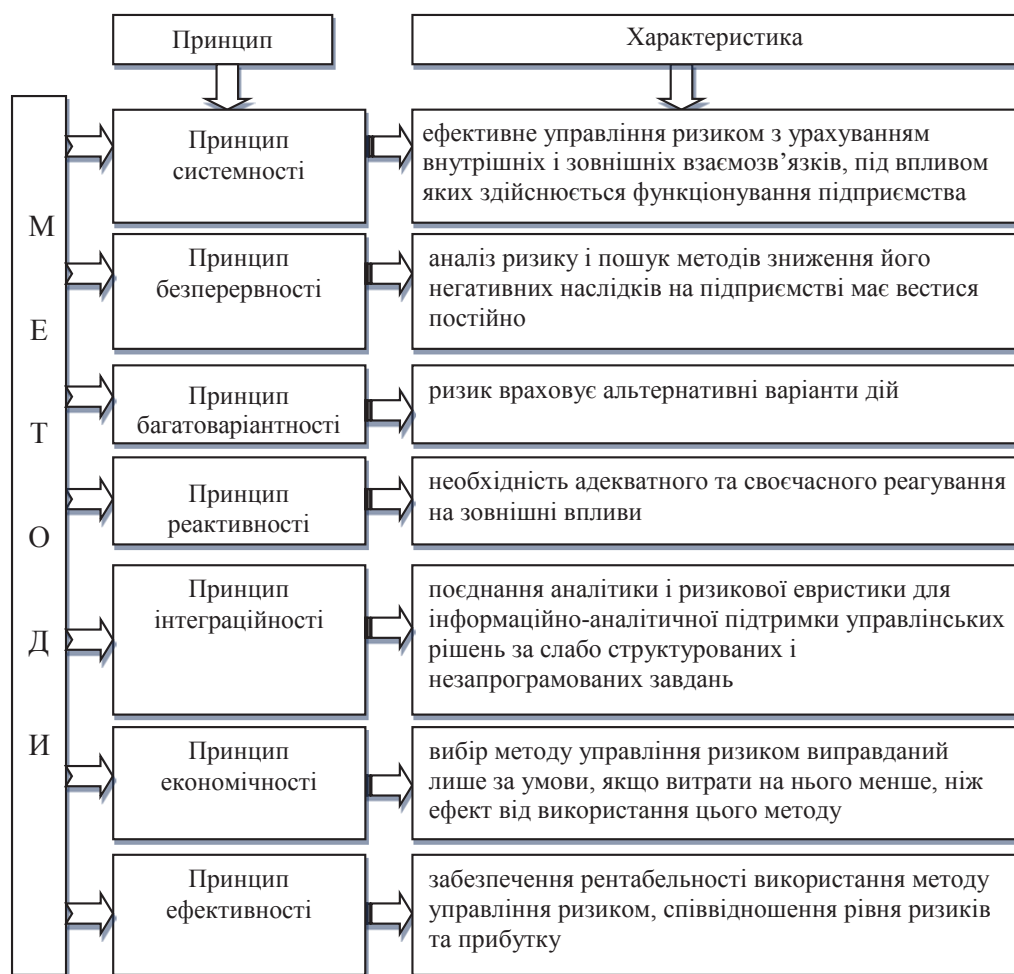 Принцип
Характеристика
МЕТОДИ
Принцип
системності
ефективне управління ризиком з урахуванням
внутрішніх і зовнішніх взаємозв’язків, під впливом
яких здійснюється функціонування підприємства
Принцип
безперервності
аналіз ризику і пошук методів зниження його
негативних наслідків на підприємстві має вестися
постійно
Принцип
багатоваріантності
ризик враховує альтернативні варіанти дій
Принцип
реактивності
необхідність адекватного та своєчасного реагування
на зовнішні впливи
Принцип
інтеграційності
поєднання аналітики і ризикової евристики для
інформаційно-аналітичної підтримки управлінських
рішень за слабо структурованих і
незапрограмованих завдань
Принцип
економічності
вибір методу управління ризиком виправданий
лише за умови, якщо витрати на нього менше, ніж
ефект від використання цього методу
Принцип
ефективності
забезпечення рентабельності використання методу
управління ризиком, співвідношення рівня ризиків
та прибутку